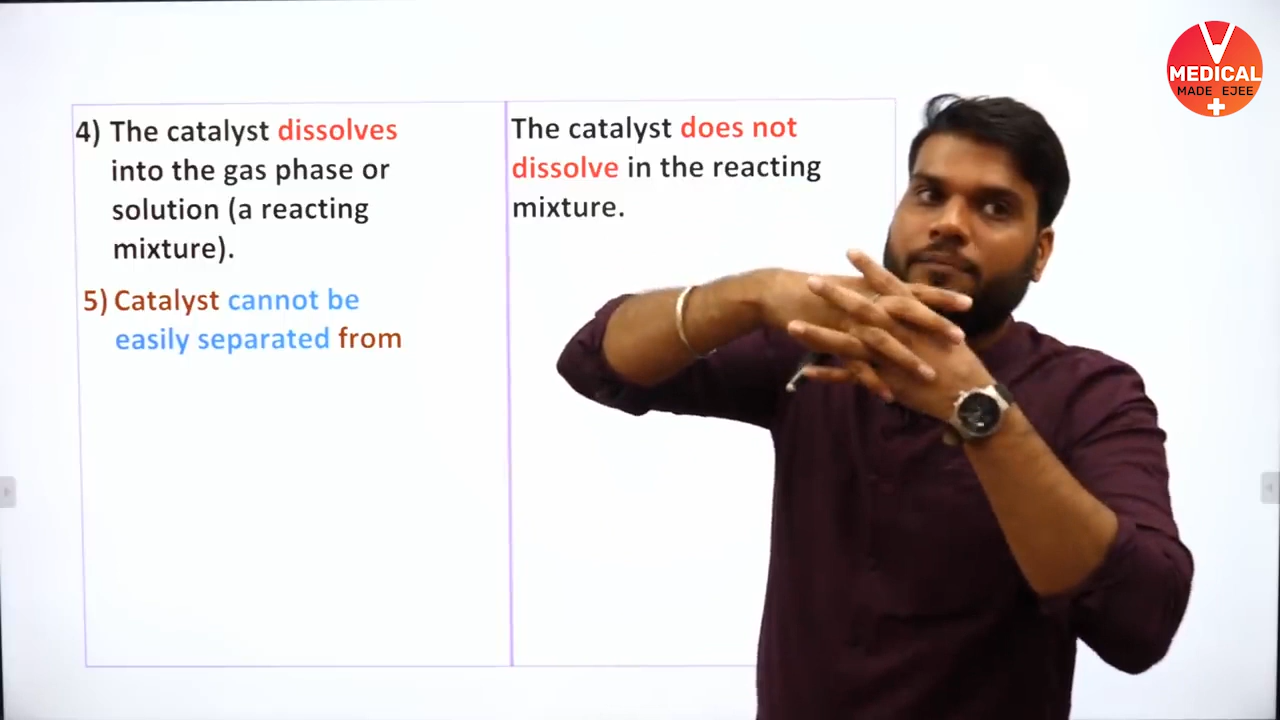 4) The catalyst dissolves
into the gas phase or
solution (a reacting
mixture).
5) Catalyst cannot be
easily separated from
The catalyst does not
dissolve in the reacting
mixture.
V
MEDICAL
MADE EJEE